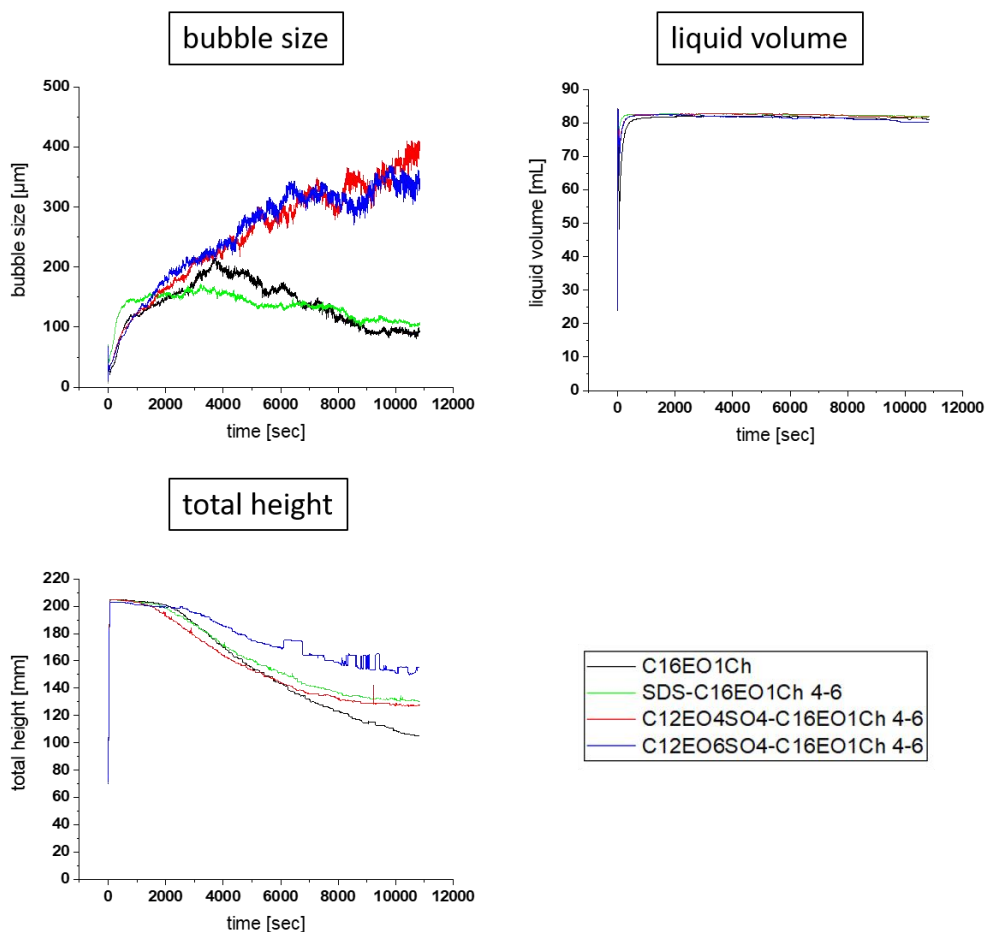 bubble size
500
400
300
200
100
0
bubble size [µm]
0 2000 4000 6000 8000 10000 12000
time [sec]
liquid volume
90
80
70
60
50
40
30
20
10
0
liquid volume [mL]
0 2000 4000 6000 8000 10000 12000
time [sec]
total height
220
200
180
160
140
120
100
80
60
40
20
0
total height [mm]
0 2000 4000 6000 8000 10000 12000
time [sec]
C16EO1Ch
SDS-C16EO1Ch 4-6
C12EO4SO4-C16EO1Ch 4-6
C12EO6SO4-C16EO1Ch 4-6